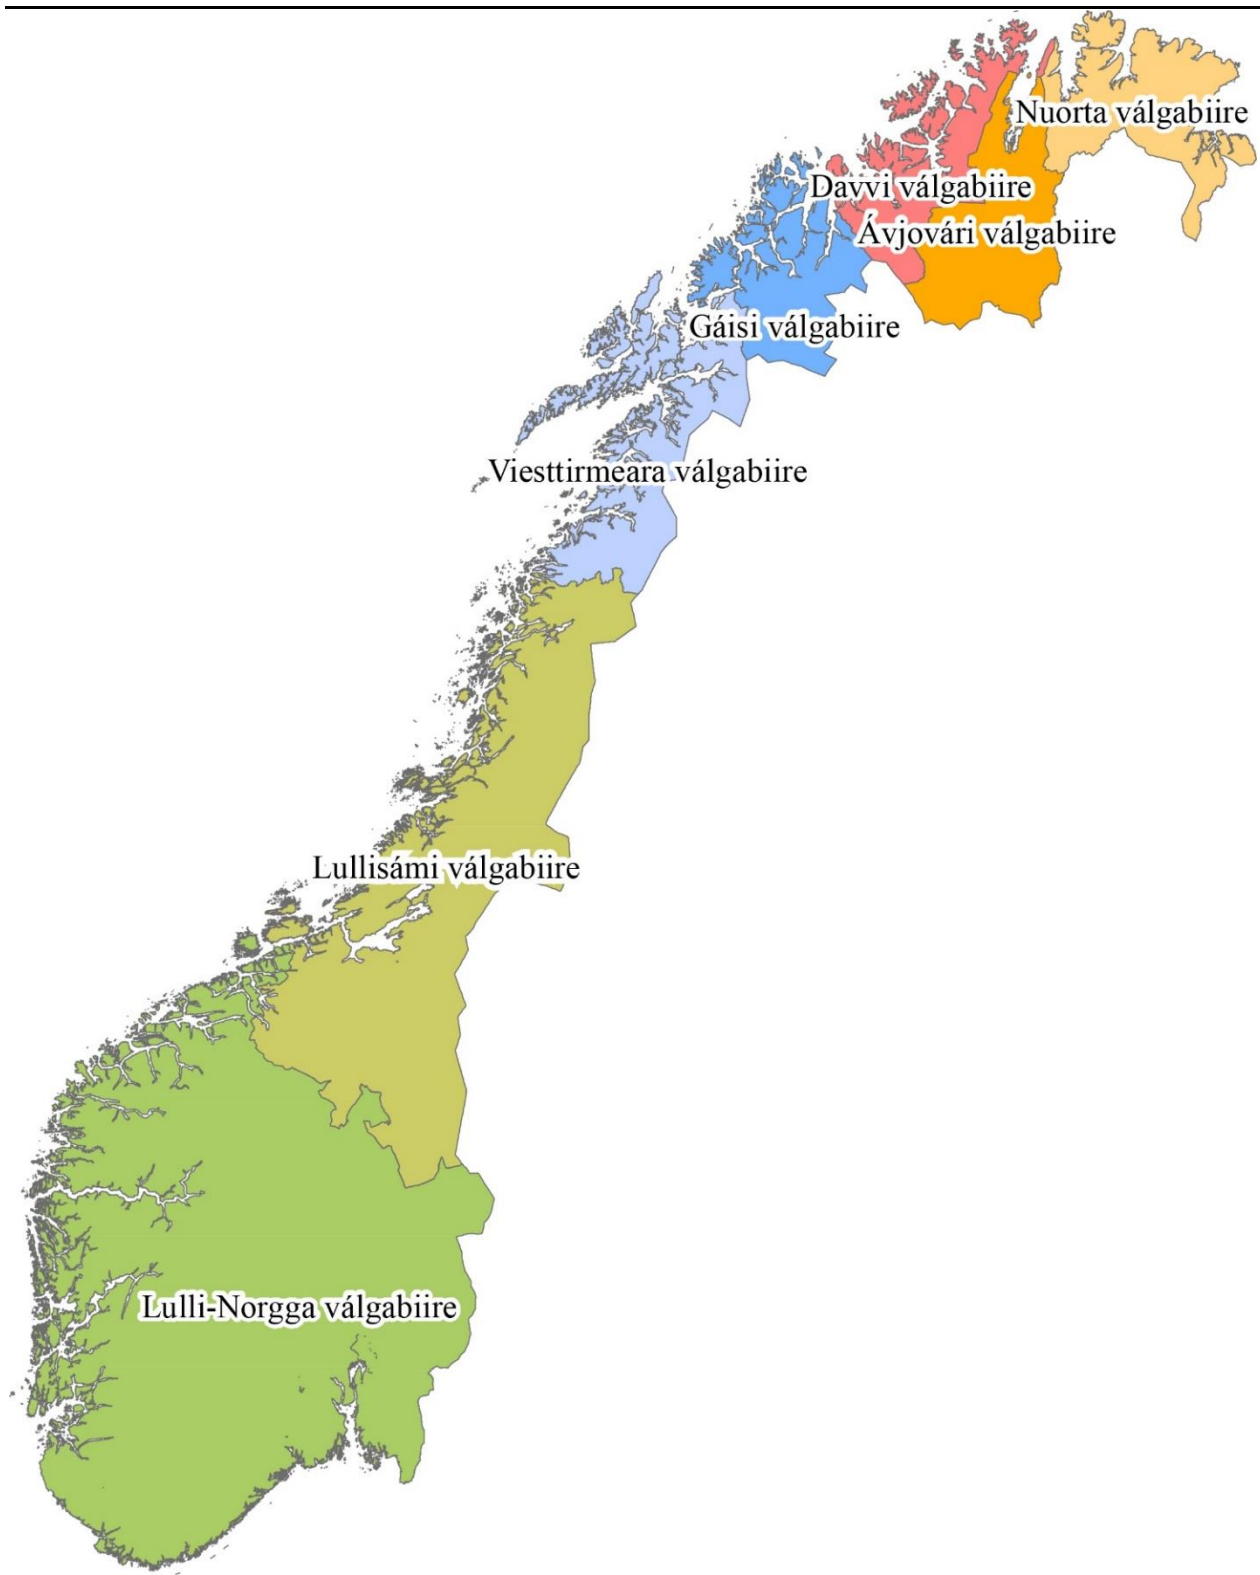 Nuorta válgabiire
Davvi válgabiire
Ávjovári válgabiire
Gáisi válgabiire
Viesttirmeara válgabiire
Lullisámi válgabiire
Lulli-Norgga válgabiire